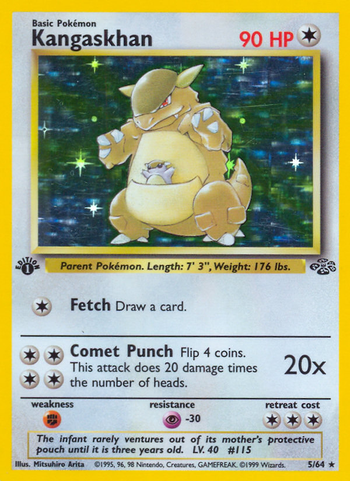 Basic Pokémon
Kangaskhan 90 HP
EDITION 1
Parent Pokémon. Length: 7' 3", Weight: 176 lbs.
Fetch Draw a card.
Comet Punch Flip 4 coins.
This attack does 20 damage times
the number of heads.
20x
weakness resistance retreat cost
-30
The infant rarely ventures out of its mother's protective
pouch until it is three years old. LV. 40 #115
Illus. Mitsuhiro Arita ©1995, 96, 98 Nintendo, Creatures, GAMEFREAK. ©1999 Wizards. 5/64 ★